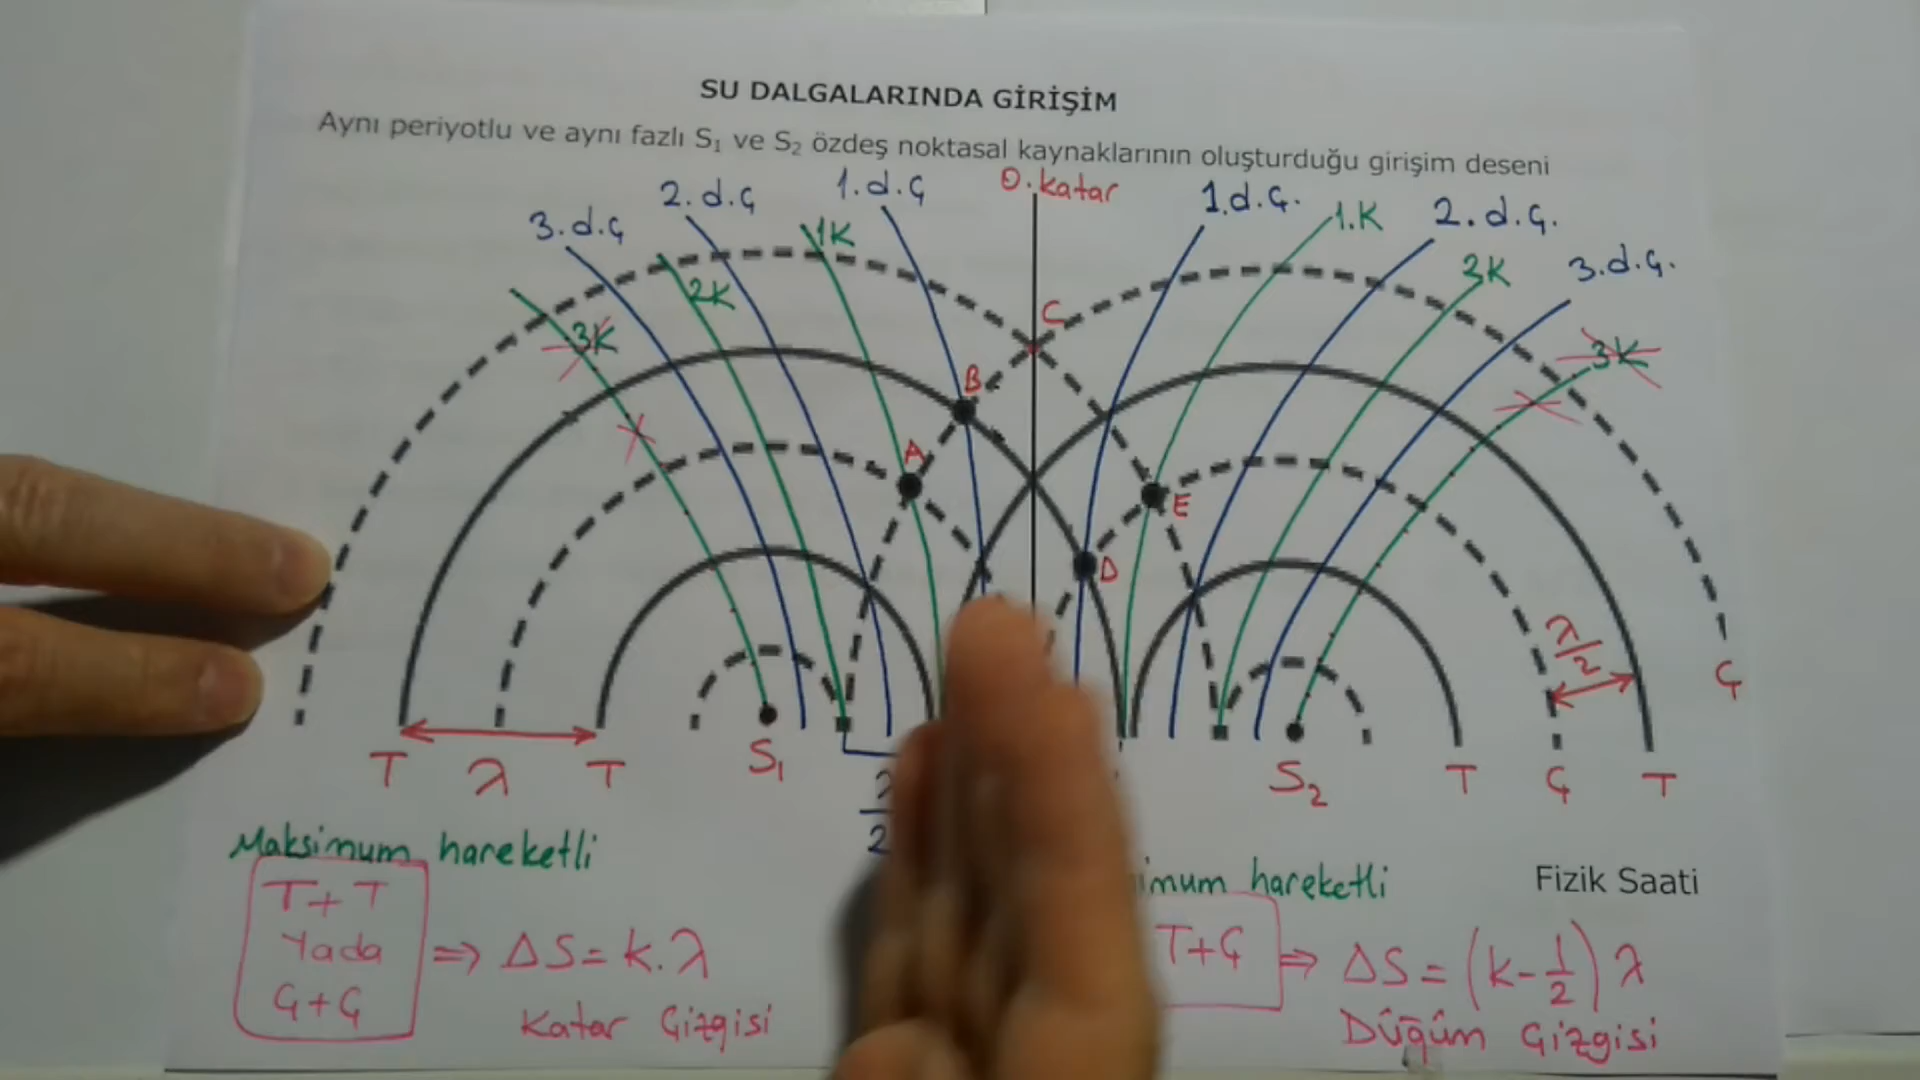 SU DALGALARINDA GİRİŞİM
Aynı periyotlu ve aynı fazlı S₁ ve S₂ özdeş noktasal kaynaklarının oluşturduğu girişim deseni
3.d.ç 2.d.ç 1.d.ç 0.katar 1.d.ç. 1.K 2.d.ç. 3.d.ç.
1K 2K
2K
3K 3K
C
B
A
E
D
λ/2
Ç
T λ T S₁ S₂ T Ç T
2
Maksimum hareketli
T+T
Yada
Ç+Ç
⇒ ΔS=k.λ
Katar Çizgisi
hareketli
T+Ç ⇒ ΔS=(k-1/2)λ
Düğüm Çizgisi
Fizik Saati